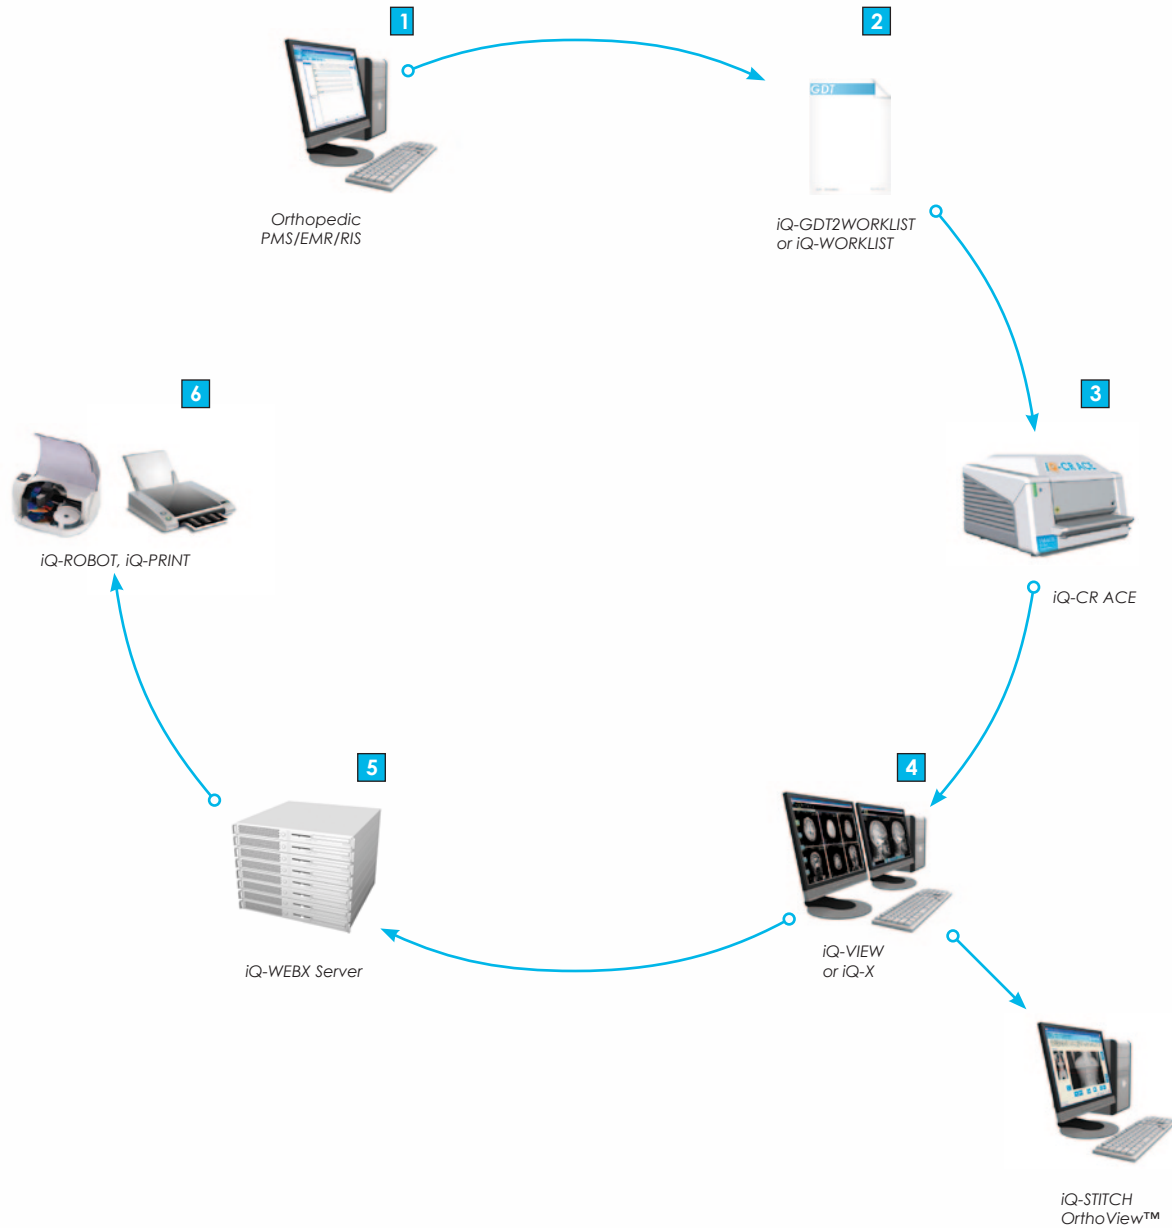 1
2
GDT
Orthopedic
PMS/EMR/RIS
iQ-GDT2WORKLIST
or iQ-WORKLIST
6
3
iQ-CR ACE
iQ-ROBOT, iQ-PRINT
iQ-CR ACE
5
4
iQ-WEBX Server
iQ-VIEW
or iQ-X
iQ-STITCH
OrthoView™